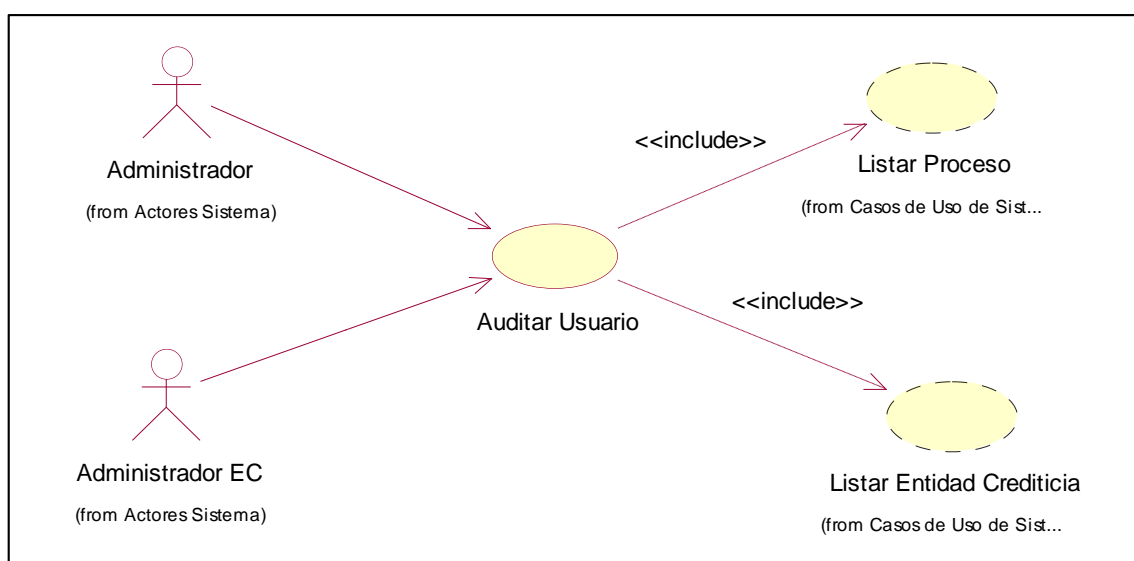 Administrador
(from Actores Sistema)
<<include>>
Listar Proceso
(from Casos de Uso de Sist...
Auditar Usuario
<<include>>
Administrador EC
(from Actores Sistema)
Listar Entidad Crediticia
(from Casos de Uso de Sist...